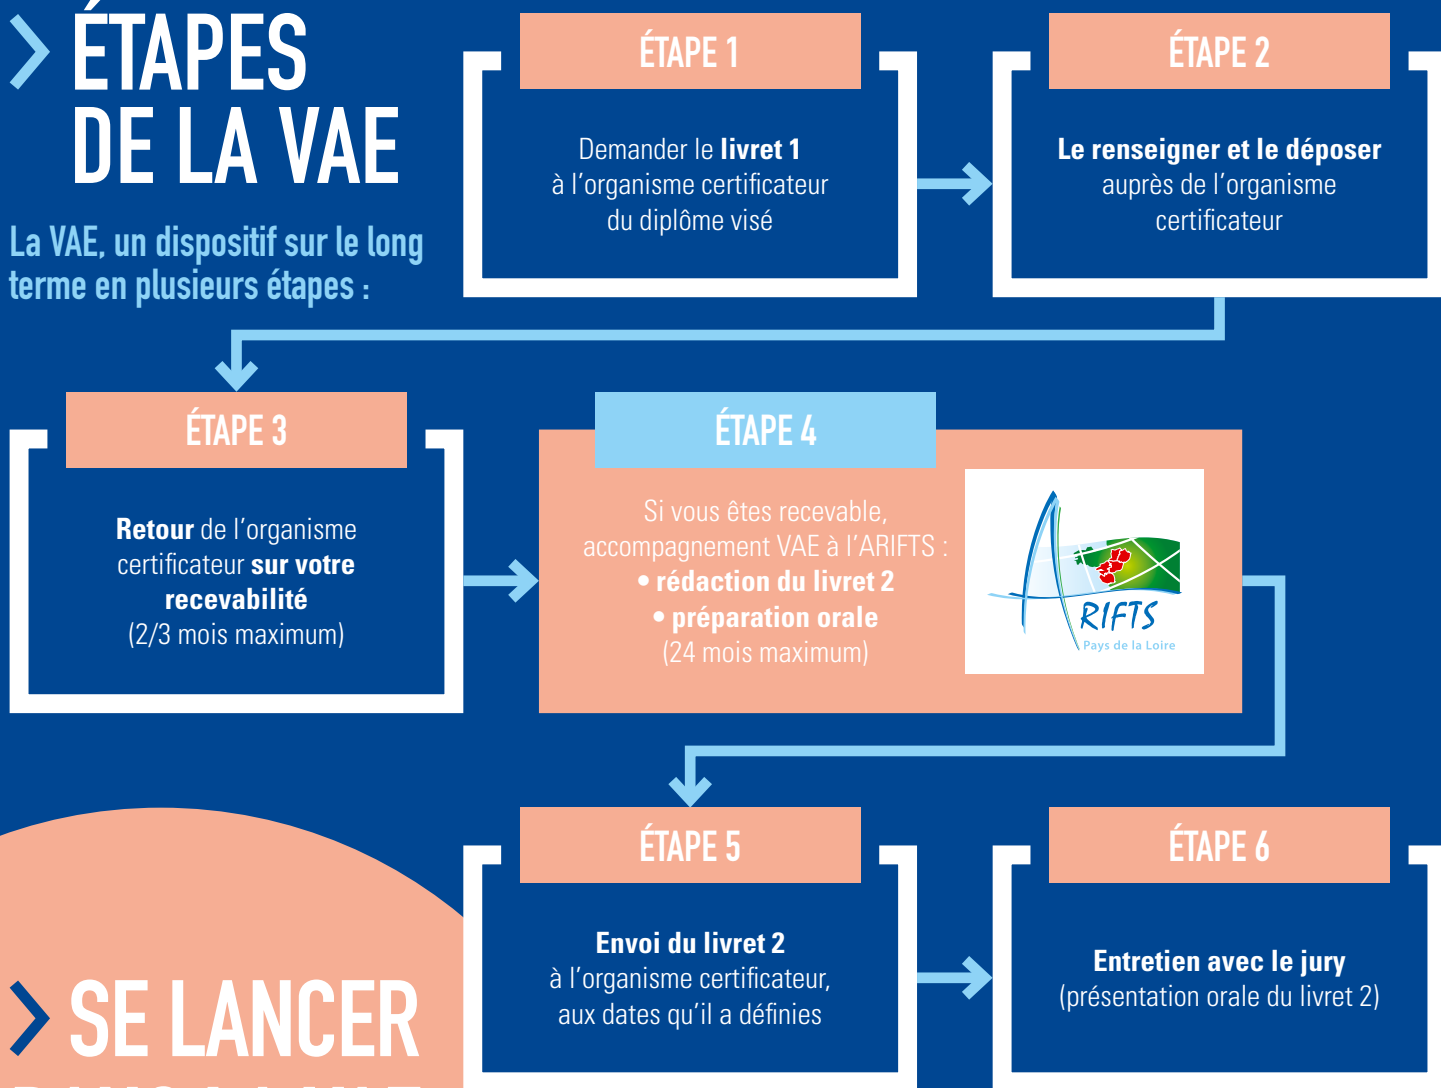 ÉTAPES
DE LA VAE
La VAE, un dispositif sur le long
terme en plusieurs étapes :
ÉTAPE 1
Demander le livret 1
à l'organisme certificateur
du diplôme visé
ÉTAPE 2
Le renseigner et le déposer
auprès de l'organisme
certificateur
ÉTAPE 3
Retour de l'organisme
certificateur sur votre
recevabilité
(2/3 mois maximum)
ÉTAPE 4
Si vous êtes recevable,
accompagnement VAE à l'ARIFTS :
• rédaction du livret 2
• préparation orale
(24 mois maximum)
ARIFTS
Pays de la Loire
ÉTAPE 5
Envoi du livret 2
à l'organisme certificateur,
aux dates qu'il a définies
ÉTAPE 6
Entretien avec le jury
(présentation orale du livret 2)
SE LANCER